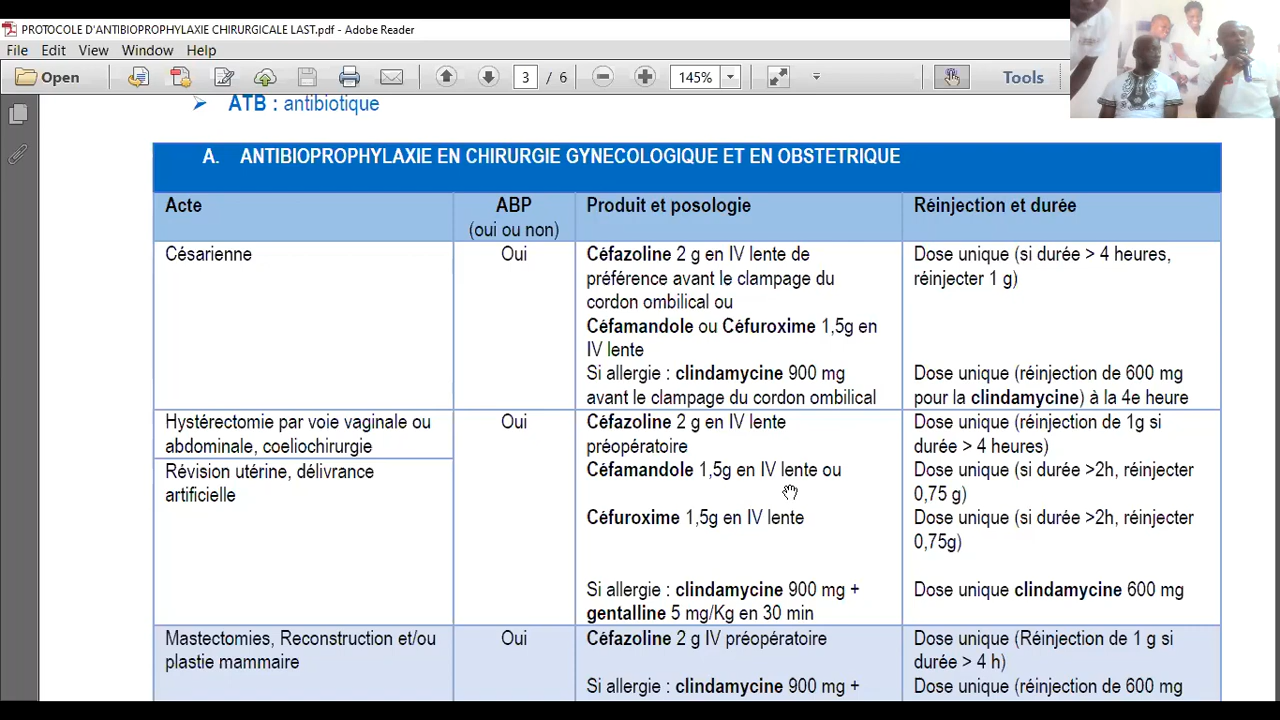 PROTOCOLE D'ANTIBIOPROPHYLAXIE CHIRURGICALE LAST.pdf - Adobe Reader
File Edit View Window Help
Open 3 / 6 145% Tools
ATB : antibiotique
A. ANTIBIOPROPHYLAXIE EN CHIRURGIE GYNECOLOGIQUE ET EN OBSTETRIQUE
Acte
ABP
(oui ou non)
Produit et posologie
Réinjection et durée
Césarienne
Oui
Céfazoline 2 g en IV lente de
préférence avant le clampage du
cordon ombilical ou
Céfamandole ou Céfuroxime 1,5g en
IV lente
Si allergie : clindamycine 900 mg
avant le clampage du cordon ombilical
Dose unique (si durée > 4 heures,
réinjecter 1 g)
Dose unique (réinjection de 600 mg
pour la clindamycine) à la 4e heure
Hystérectomie par voie vaginale ou
abdominale, coeliochirurgie
Révision utérine, délivrance
artificielle
Oui
Céfazoline 2 g en IV lente
préopératoire
Céfamandole 1,5g en IV lente ou
Céfuroxime 1,5g en IV lente
Si allergie : clindamycine 900 mg +
gentalline 5 mg/Kg en 30 min
Dose unique (réinjection de 1g si
durée > 4 heures)
Dose unique (si durée >2h, réinjecter
0,75 g)
Dose unique (si durée >2h, réinjecter
0,75g)
Dose unique clindamycine 600 mg
Mastectomies, Reconstruction et/ou
plastie mammaire
Oui
Céfazoline 2 g IV préopératoire
Si allergie : clindamycine 900 mg +
Dose unique (Réinjection de 1 g si
durée > 4 h)
Dose unique (réinjection de 600 mg